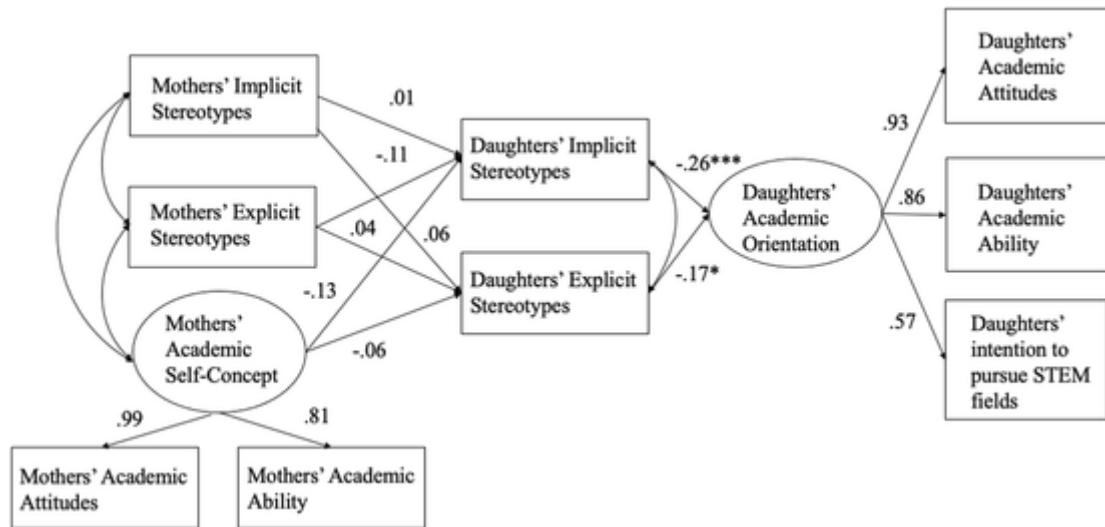 Mothers' Implicit
Stereotypes
Mothers' Explicit
Stereotypes
Mothers'
Academic
Self-Concept
.99
.81
Mothers' Academic
Attitudes
Mothers' Academic
Ability
.01
-.11
.04
.06
-.13
-.06
Daughters' Implicit
Stereotypes
Daughters' Explicit
Stereotypes
-.26***
-.17*
Daughters'
Academic
Orientation
.93
.86
.57
Daughters'
Academic
Attitudes
Daughters'
Academic
Ability
Daughters'
intention to
pursue STEM
fields